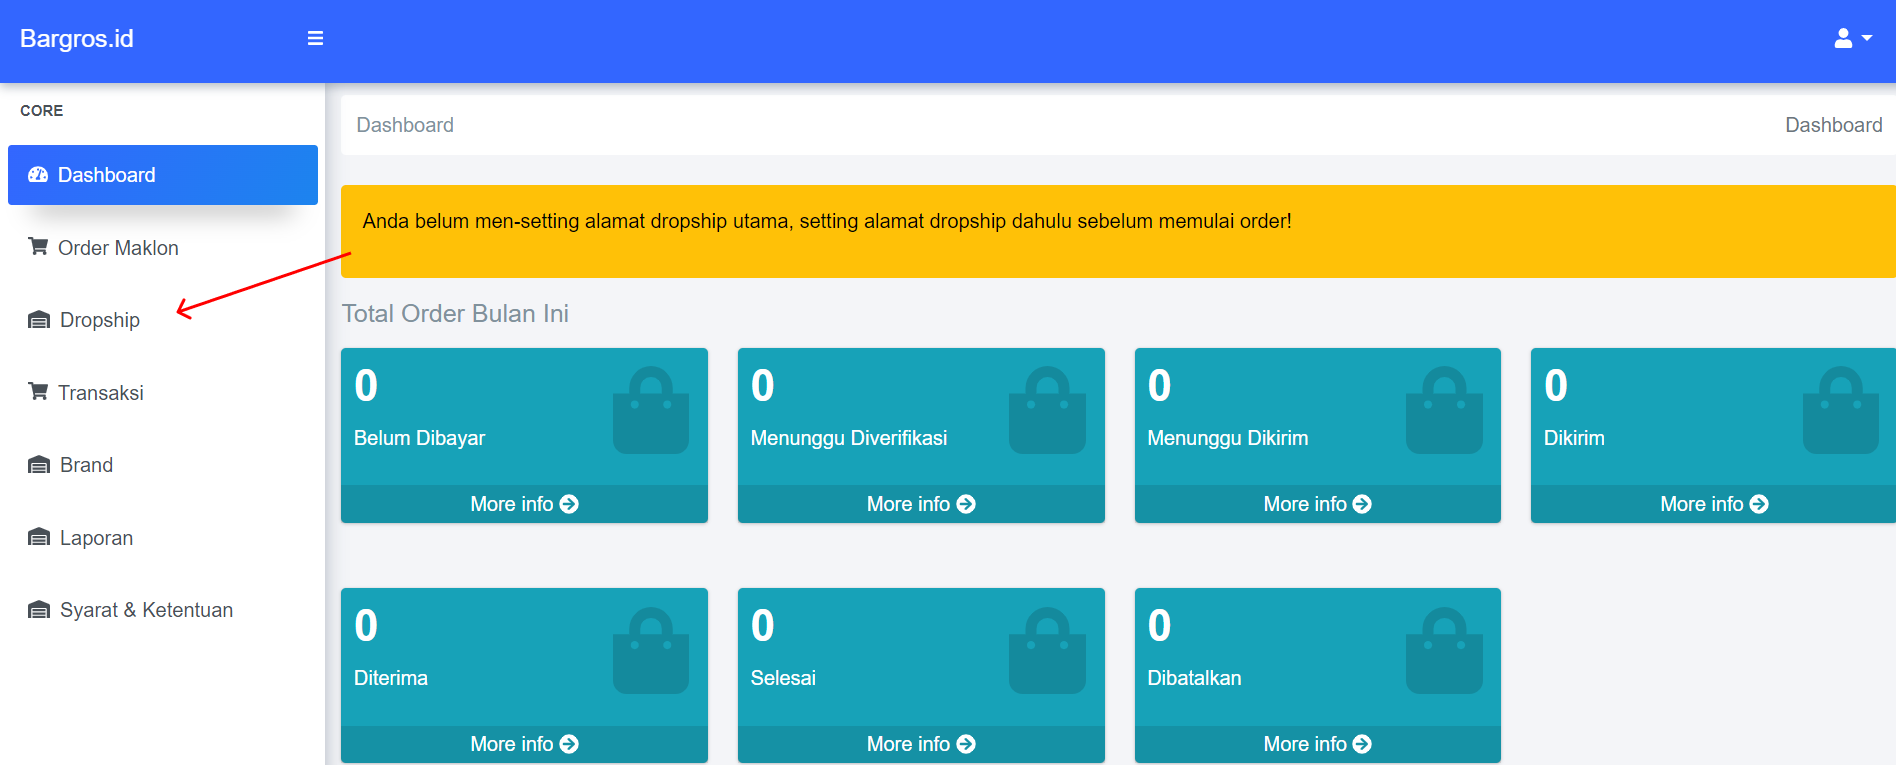 Bargros.id
CORE
Dashboard
Order Maklon
Dropship
Transaksi
Brand
Laporan
Syarat & Ketentuan
Dashboard
Dashboard
Anda belum men-setting alamat dropship utama, setting alamat dropship dahulu sebelum memulai order!
Total Order Bulan Ini
0
Belum Dibayar
More info
0
Menunggu Diverifikasi
More info
0
Menunggu Dikirim
More info
0
Dikirim
More info
0
Diterima
More info
0
Selesai
More info
0
Dibatalkan
More info